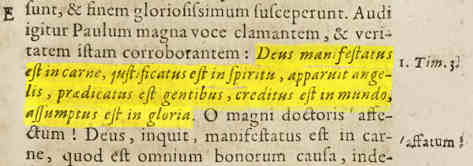 E sunt, & finem gloriosissimum susceperunt. Audi
igitur Paulum magna voce clamantem, & veri-
tatem istam corroborantem: Deus manifestatus
est in carne, justificatus est in spiritu, apparuit ange- 1. Tim. 3.
lis, prædicatus est gentibus, creditus est in mundo,
assumptus est in gloria. O magni doctoris affe-
ctum! Deus, inquit, manifestatus est in car- affatum!
ne, quod est omnium bonorum causa, inde-